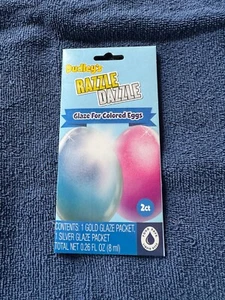 Dudley's
RAZZLE
DAZZLE
Glaze For Colored Eggs
2ct
CONTENTS: 1 GOLD GLAZE PACKET,
1 SILVER GLAZE PACKET
TOTAL NET 0.26 FL OZ (8 ml)